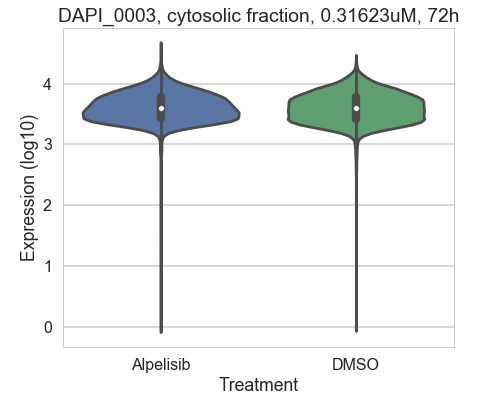 DAPI_0003, cytosolic fraction, 0.31623uM, 72h
4
3
2
1
0
Expression (log10)
Alpelisib DMSO
Treatment